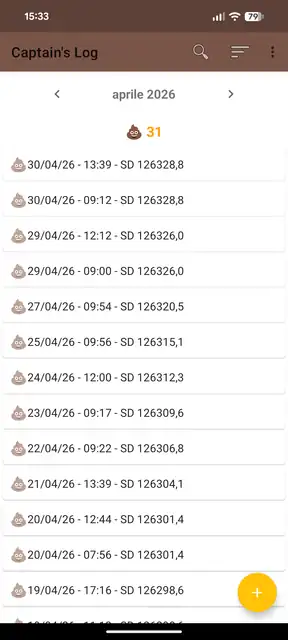 15:33
79
Captain's Log
aprile 2026
31
30/04/26 - 13:39 - SD 126328,8
30/04/26 - 09:12 - SD 126328,8
29/04/26 - 12:12 - SD 126326,0
29/04/26 - 09:00 - SD 126326,0
27/04/26 - 09:54 - SD 126320,5
25/04/26 - 09:56 - SD 126315,1
24/04/26 - 12:00 - SD 126312,3
23/04/26 - 09:17 - SD 126309,6
22/04/26 - 09:22 - SD 126306,8
21/04/26 - 13:39 - SD 126304,1
20/04/26 - 12:44 - SD 126301,4
20/04/26 - 07:56 - SD 126301,4
19/04/26 - 17:16 - SD 126298,6